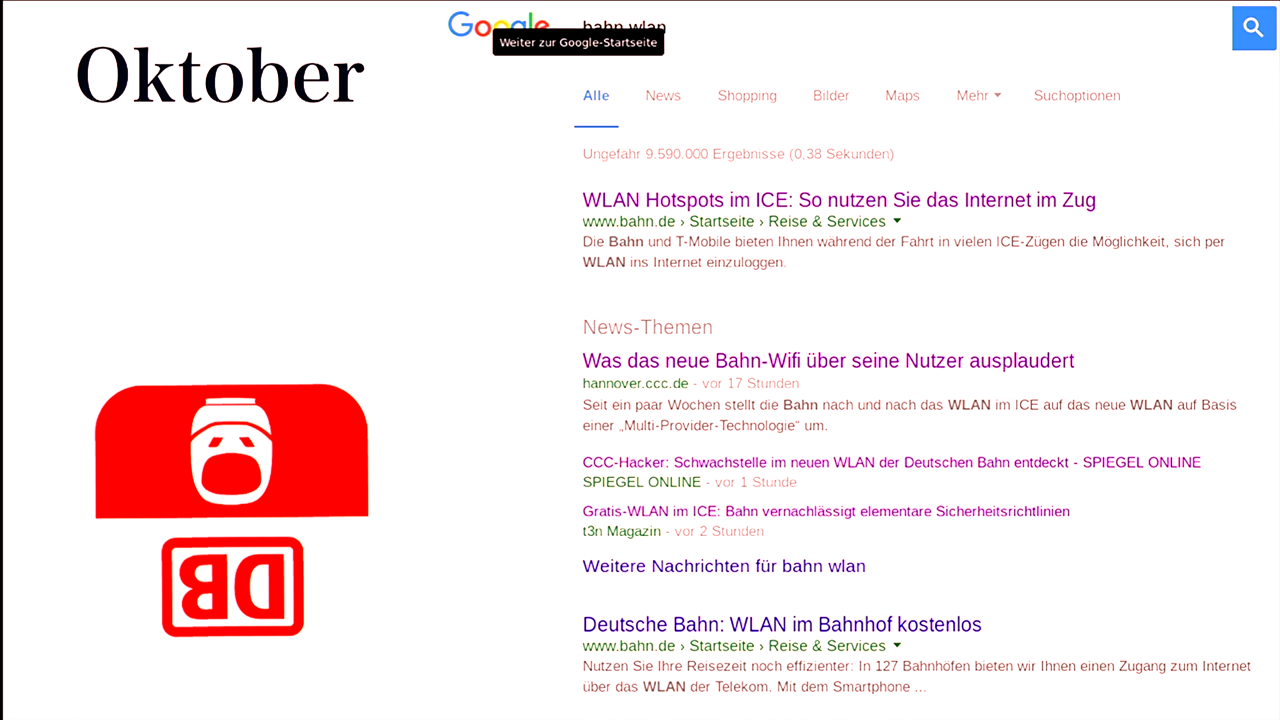 Oktober
Google
bahn wlan
Weiter zur Google-Startseite
Alle News Shopping Bilder Maps Mehr Suchoptionen
Ungefähr 9.590.000 Ergebnisse (0,38 Sekunden)
WLAN Hotspots im ICE: So nutzen Sie das Internet im Zug
www.bahn.de › Startseite › Reise & Services
Die Bahn und T-Mobile bieten Ihnen während der Fahrt in vielen ICE-Zügen die Möglichkeit, sich per
WLAN ins Internet einzuloggen.
News-Themen
Was das neue Bahn-Wifi über seine Nutzer ausplaudert
hannover.ccc.de - vor 17 Stunden
Seit ein paar Wochen stellt die Bahn nach und nach das WLAN im ICE auf das neue WLAN auf Basis
einer „Multi-Provider-Technologie“ um.
CCC-Hacker: Schwachstelle im neuen WLAN der Deutschen Bahn entdeckt - SPIEGEL ONLINE
SPIEGEL ONLINE - vor 1 Stunde
Gratis-WLAN im ICE: Bahn vernachlässigt elementare Sicherheitsrichtlinien
t3n Magazin - vor 2 Stunden
Weitere Nachrichten für bahn wlan
Deutsche Bahn: WLAN im Bahnhof kostenlos
www.bahn.de › Startseite › Reise & Services
Nutzen Sie Ihre Reisezeit noch effizienter: In 127 Bahnhöfen bieten wir Ihnen einen Zugang zum Internet
über das WLAN der Telekom. Mit dem Smartphone ...
DB